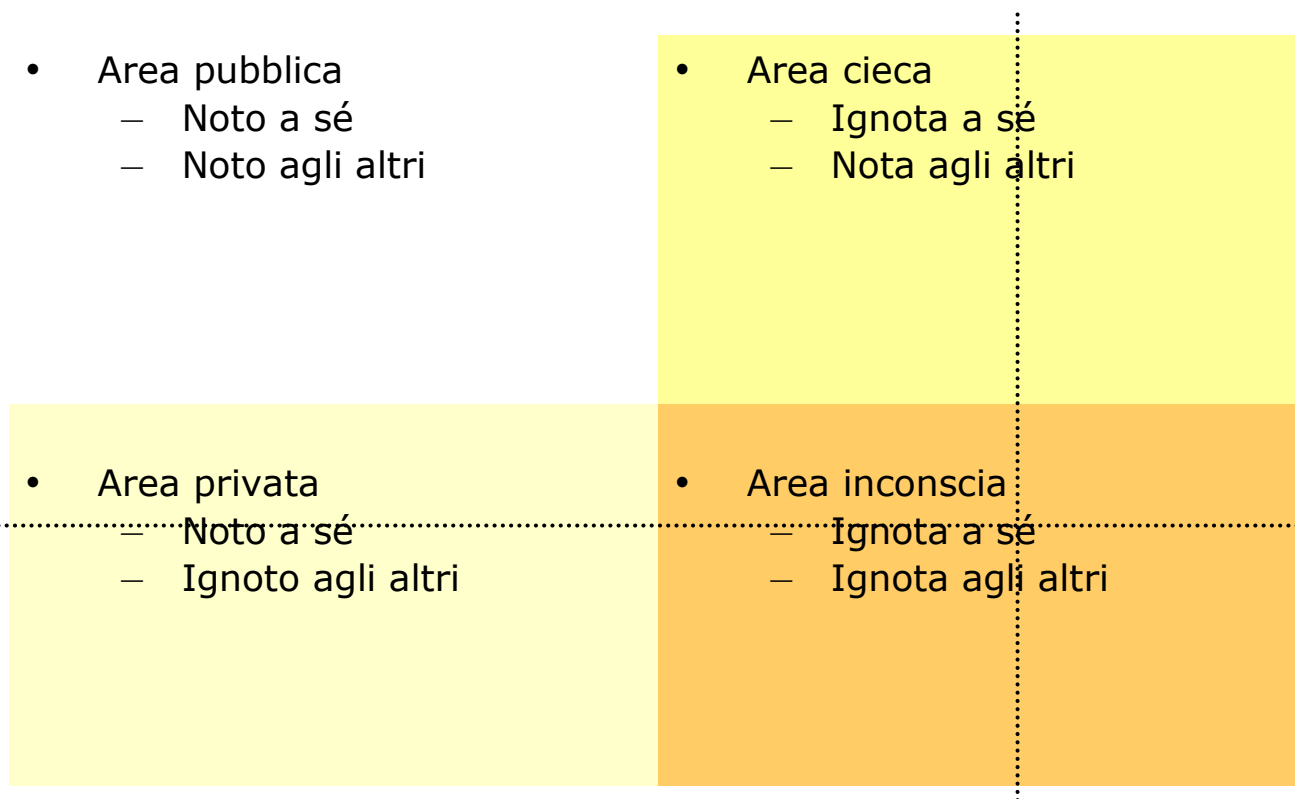 • Area pubblica
– Noto a sé
– Noto agli altri
• Area cieca
– Ignota a sé
– Nota agli altri
• Area privata
– Noto a sé
– Ignoto agli altri
• Area inconscia
– Ignota a sé
– Ignota agli altri